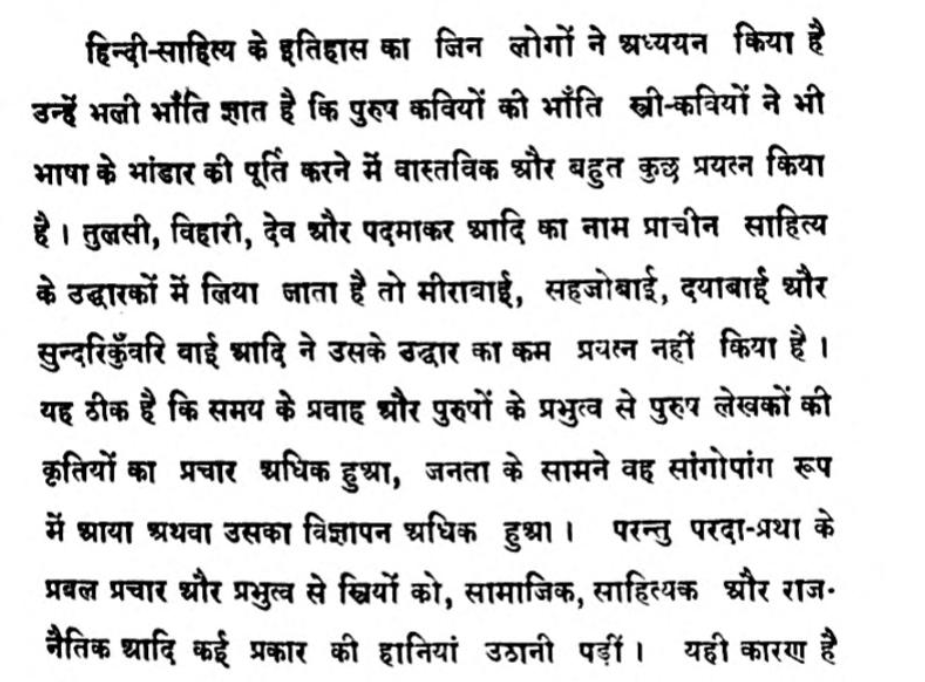 हिन्दी-साहित्य के इतिहास का जिन लोगों ने अध्ययन किया है
उन्हें भली भाँति ज्ञात है कि पुरुष कवियों की भाँति स्त्री-कवियों ने भी
भाषा के भांडार की पूर्ति करने में वास्तविक और बहुत कुछ प्रयत्न किया
है। तुलसी, विहारी, देव और पदमाकर आदि का नाम प्राचीन साहित्य
के उद्धारकों में लिया जाता है तो मीरावाई, सहजोबाई, दयाबाई और
सुन्दरिकुँवरि वाई आदि ने उसके उद्धार का कम प्रयत्न नहीं किया है।
यह ठीक है कि समय के प्रवाह और पुरुषों के प्रभुत्व से पुरुष लेखकों की
कृतियों का प्रचार अधिक हुआ, जनता के सामने वह सांगोपांग रूप
में आया अथवा उसका विज्ञापन अधिक हुआ। परन्तु परदा-प्रथा के
प्रबल प्रचार और प्रभुत्व से स्त्रियों को, सामाजिक, साहित्यक और राज-
नैतिक आदि कई प्रकार की हानियां उठानी पड़ीं। यही कारण है